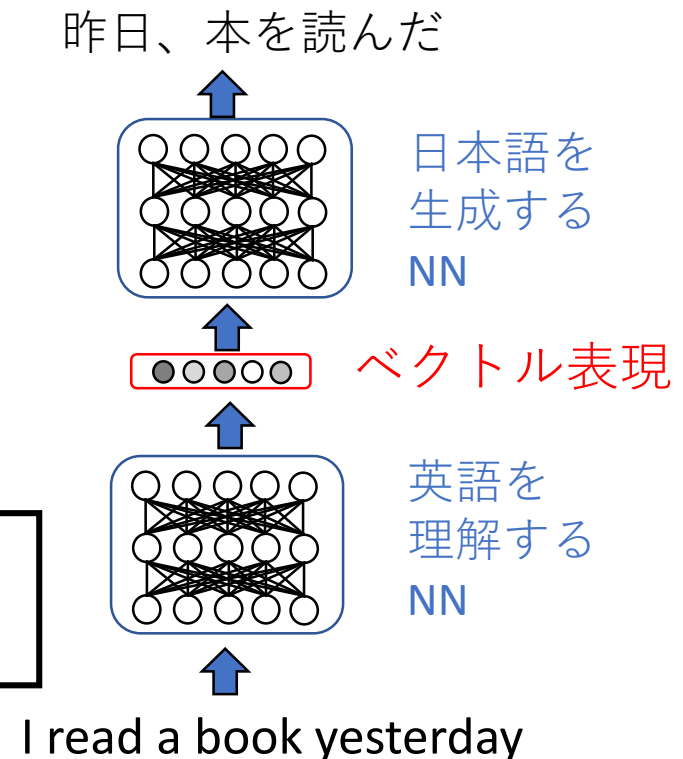 昨日、本を読んだ
日本語を
生成する
NN
ベクトル表現
英語を
理解する
NN
I read a book yesterday